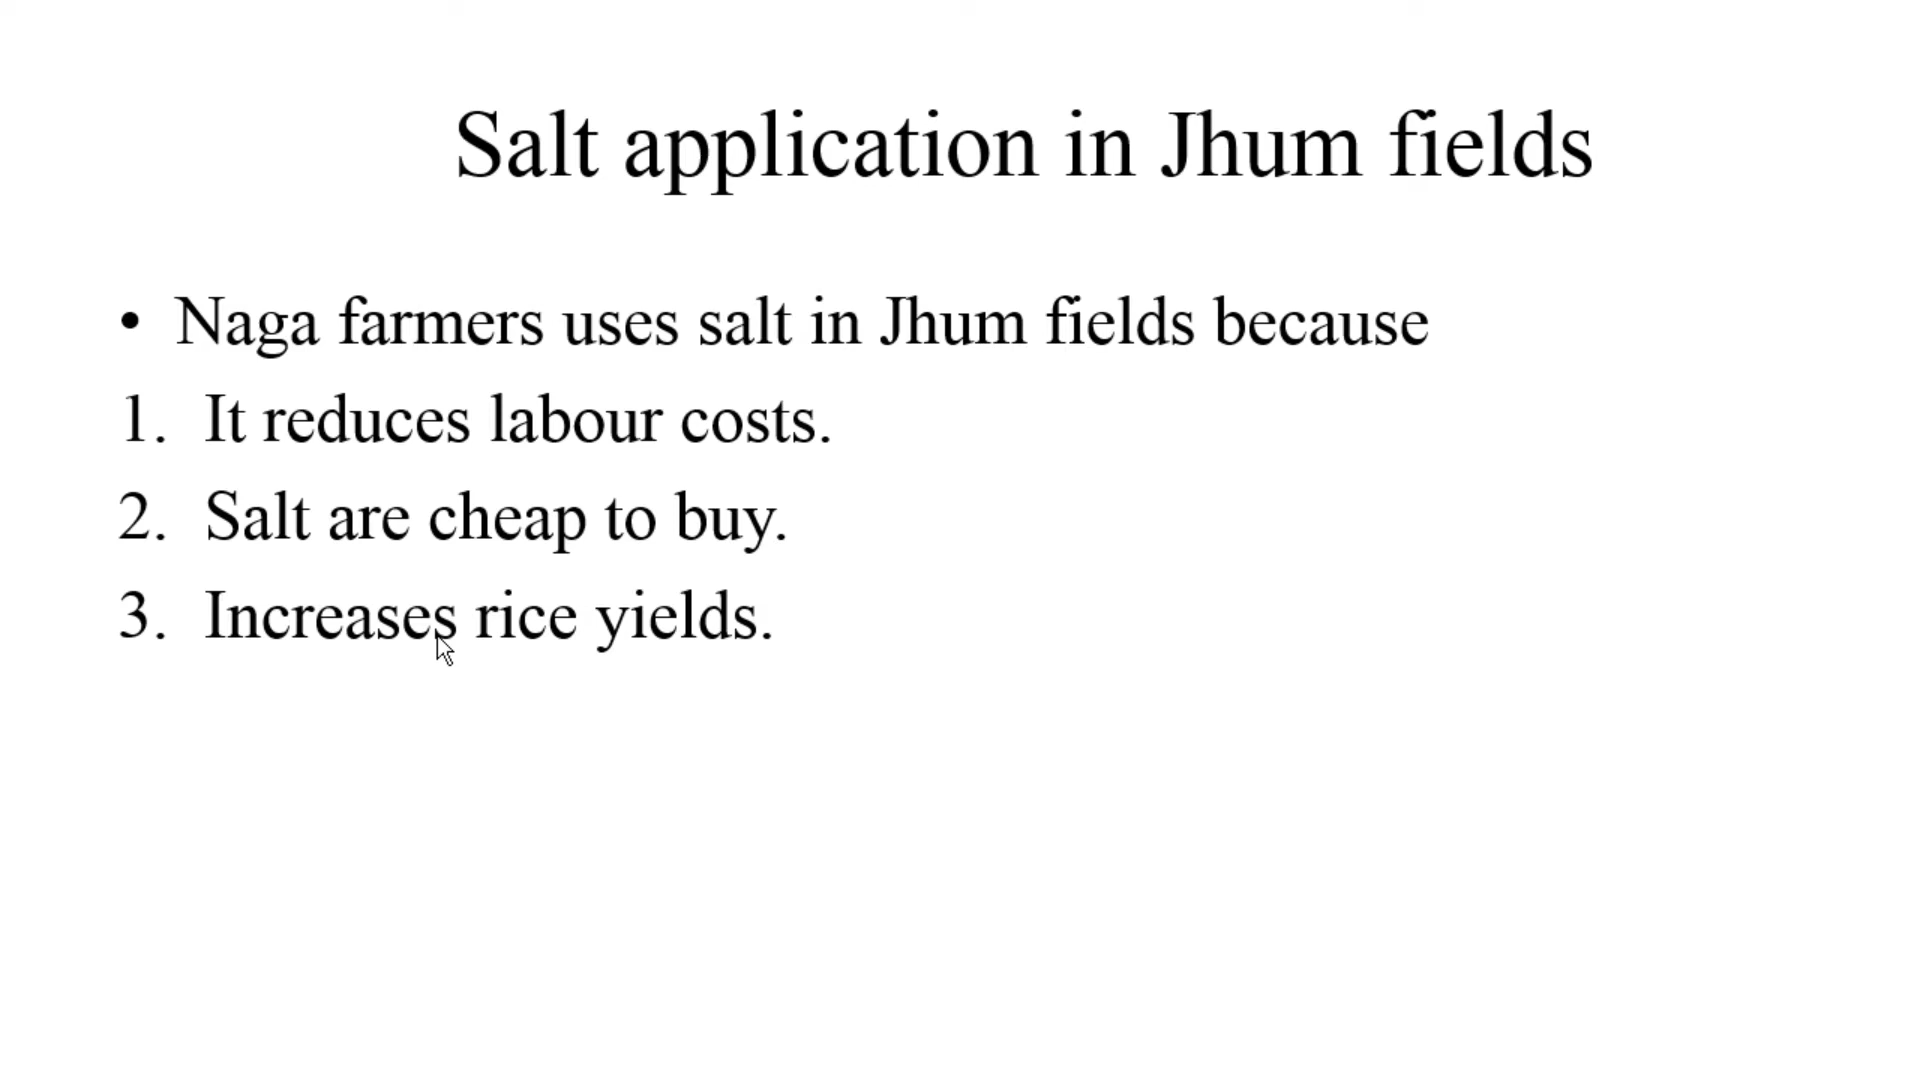 Salt application in Jhum fields
• Naga farmers uses salt in Jhum fields because
1. It reduces labour costs.
2. Salt are cheap to buy.
3. Increases rice yields.